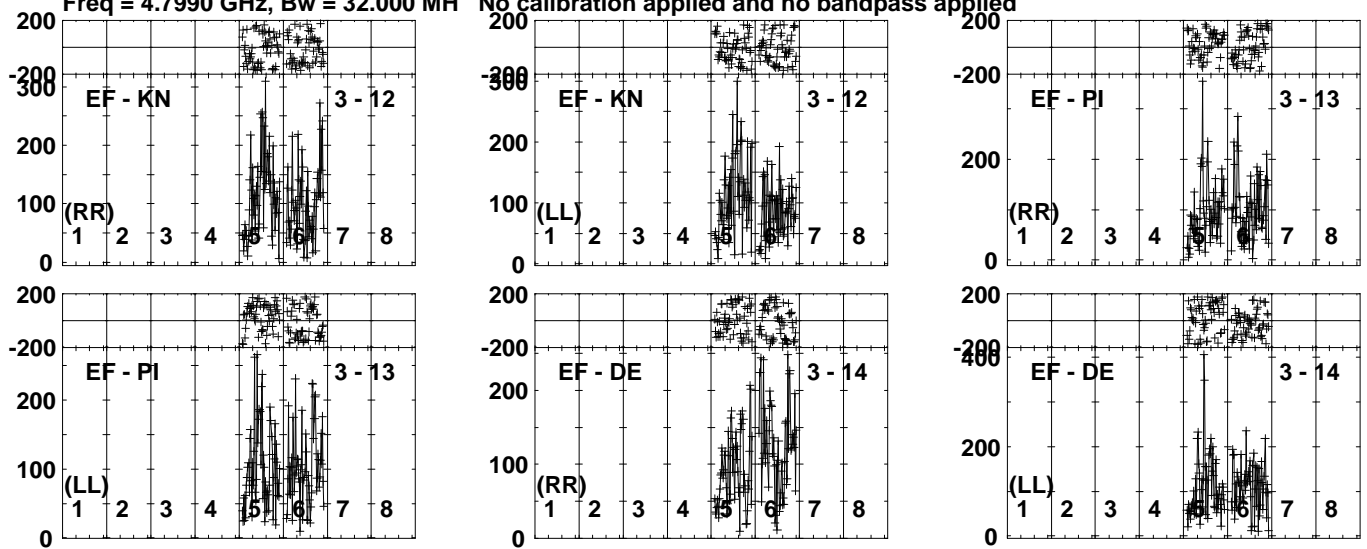 Freq = 4.7990 GHz, Bw = 32.000 MH No calibration applied and no bandpass applied
200 200 200
-200 -200 -200
300 EF - KN 3 - 12 300 EF - KN 3 - 12 EF - PI 3 - 13
200 200 200
100 100
(RR) (LL) (RR)
1 2 3 4 5 6 7 8 1 2 3 4 5 6 7 8 1 2 3 4 5 6 7 8
0 0 0
200 200 200
-200 -200 -200
400
EF - PI 3 - 13 EF - DE 3 - 14 EF - DE 3 - 14
200 200 200
100 100
(LL) (RR) (LL)
1 2 3 4 5 6 7 8 1 2 3 4 5 6 7 8 1 2 3 4 5 6 7 8
0 0 0